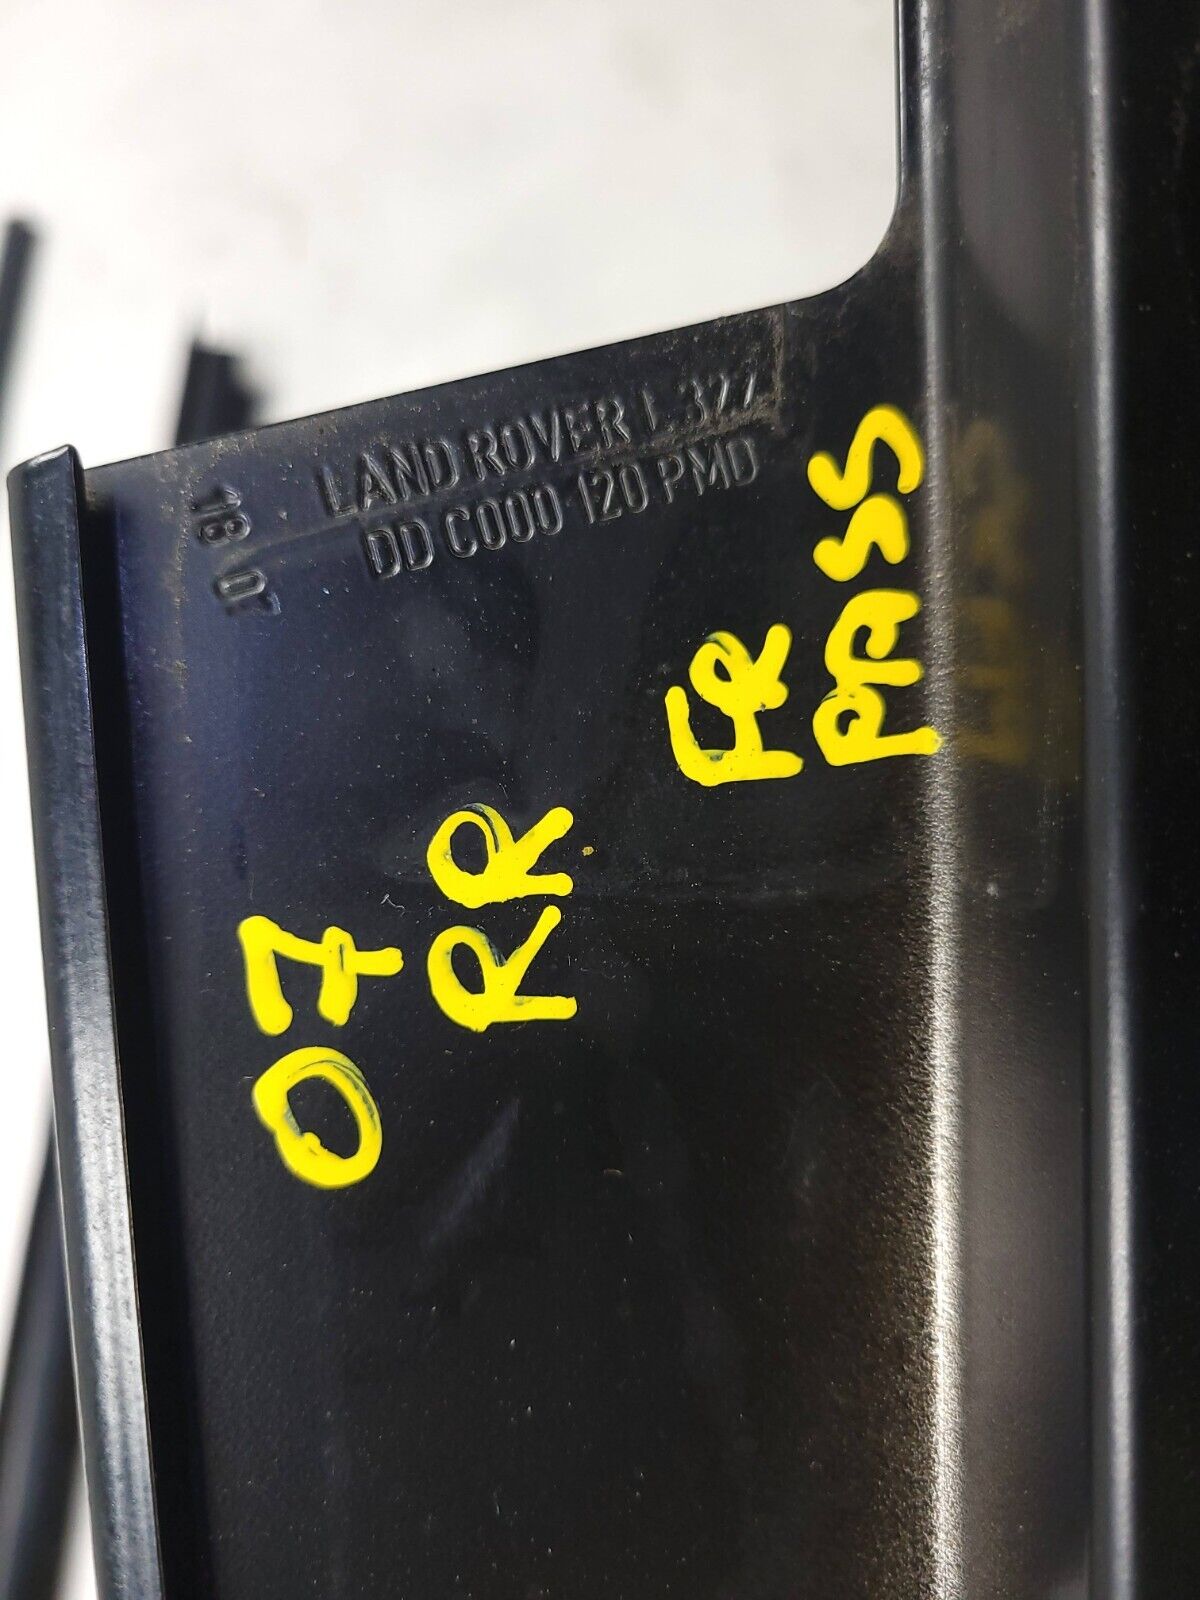 LAND ROVER L 322
DD C000 120 PMD
18 07
07
RR
FR
PASS